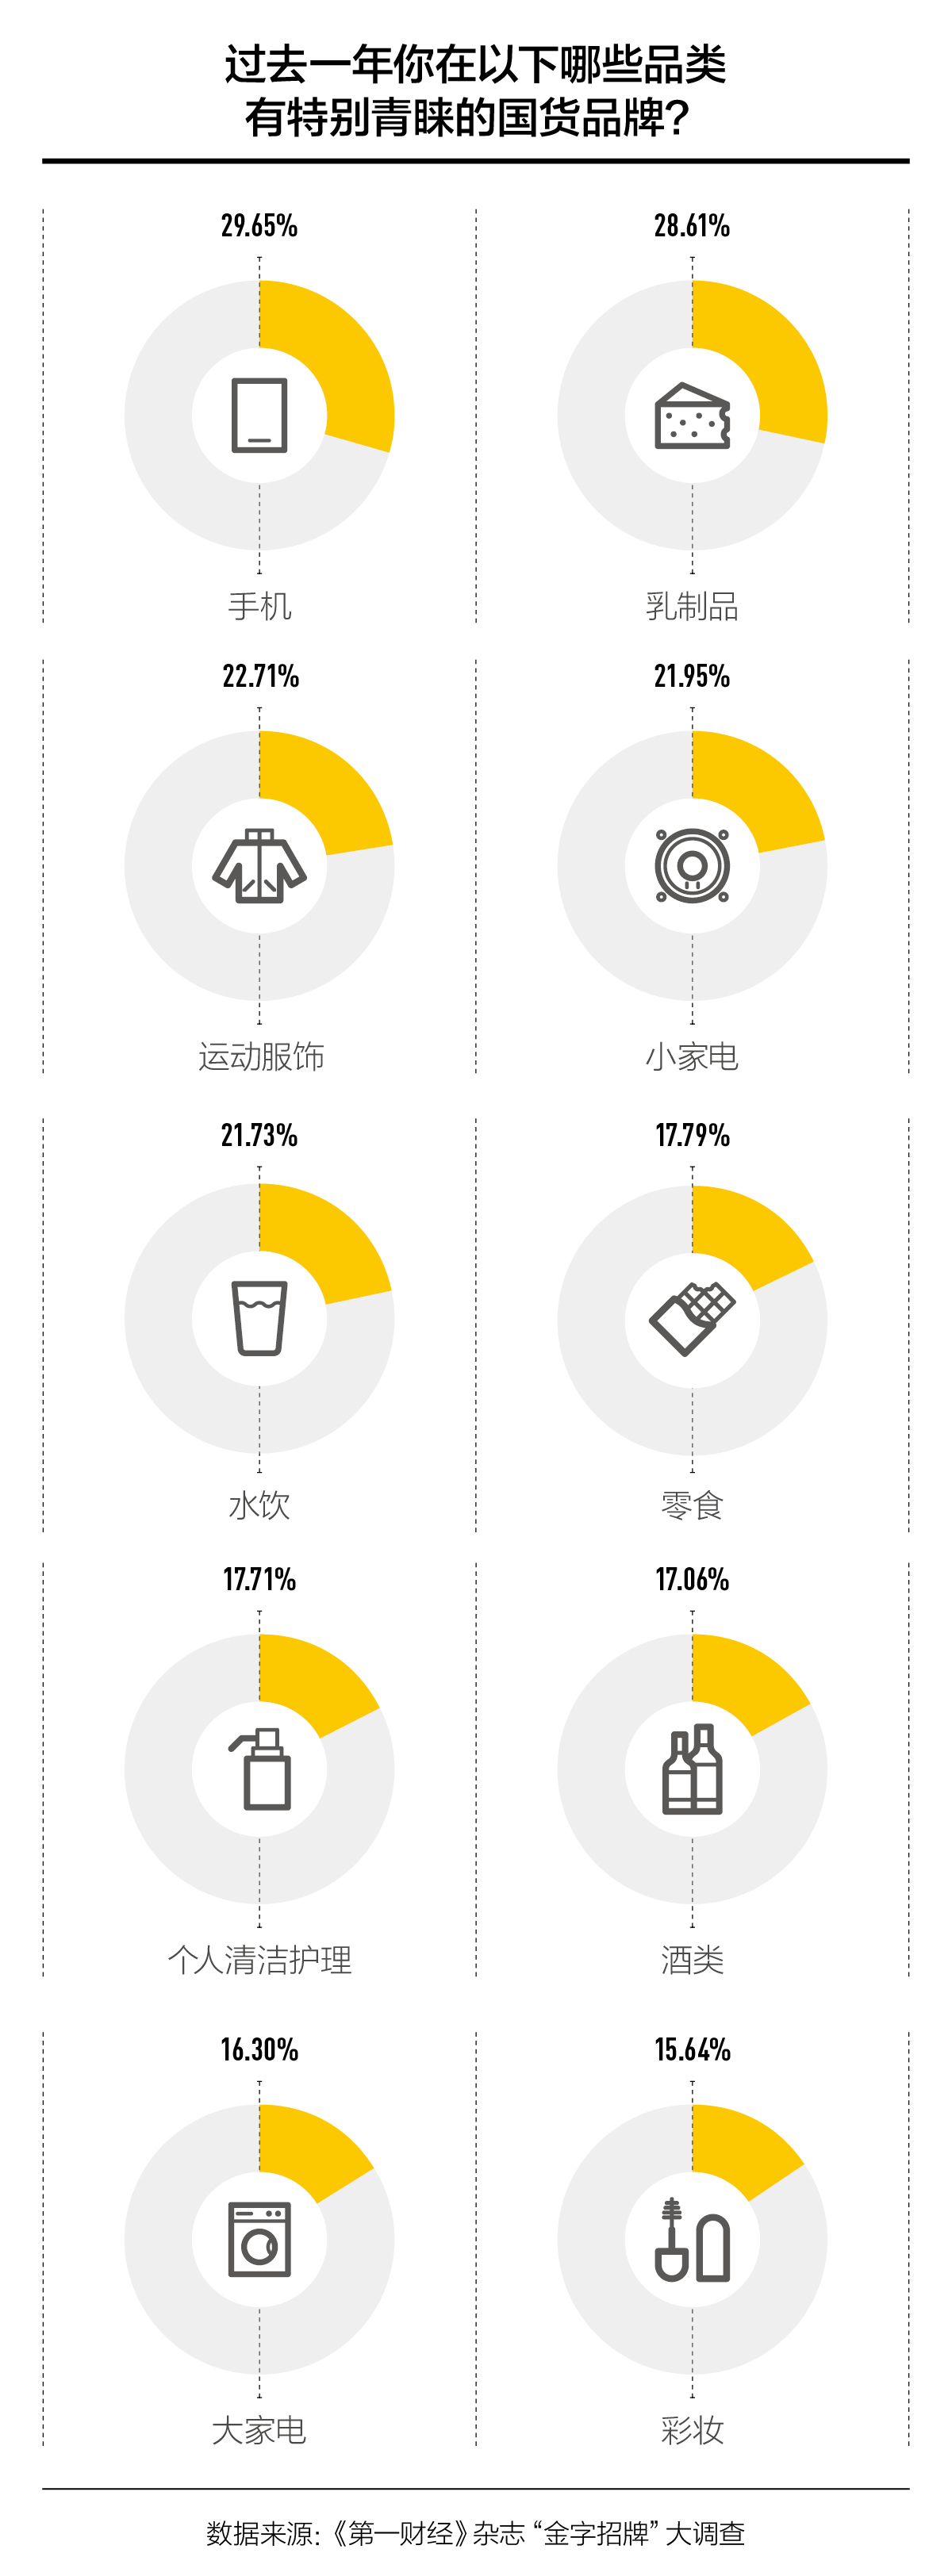 过去一年你在以下哪些品类
有特别青睐的国货品牌?
29.65%
28.61%
手机
乳制品
22.71%
21.95%
运动服饰
小家电
21.73%
17.79%
水饮
零食
17.71%
17.06%
个人清洁护理
酒类
16.30%
15.64%
大家电
彩妆
数据来源:《第一财经》杂志“金字招牌”大调查